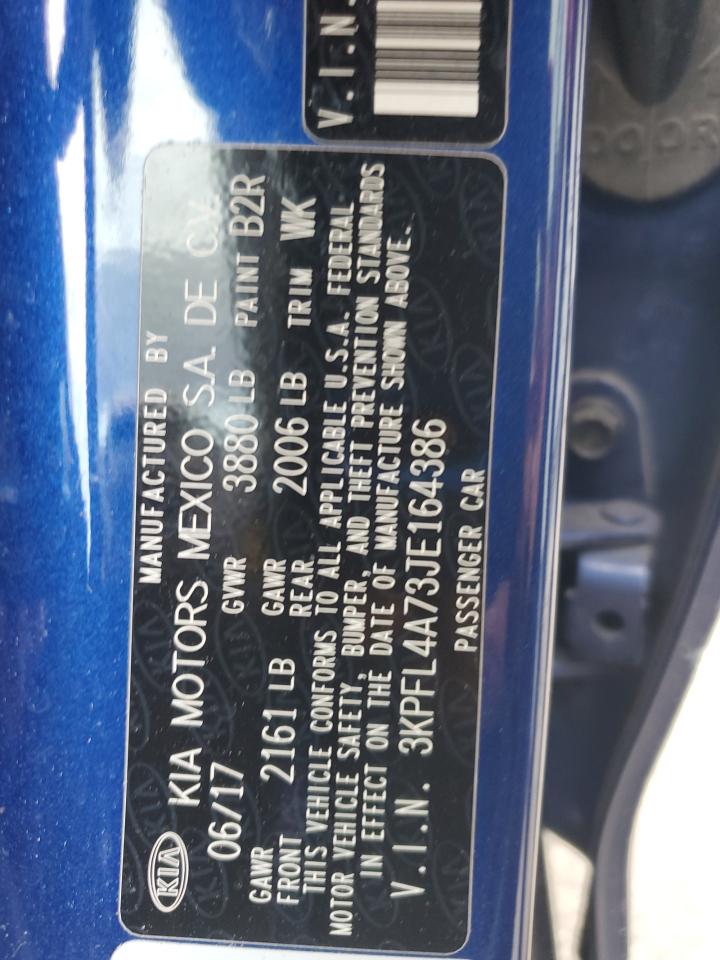 V.I.N.
MANUFACTURED BY
KIA KIA MOTORS MEXICO S.A. DE C.V.
06/17 GVWR 3880 LB PAINT B2R
GAWR FRONT 2161 LB GAWR REAR 2006 LB TRIM WK
THIS VEHICLE CONFORMS TO ALL APPLICABLE U.S.A. FEDERAL
MOTOR VEHICLE SAFETY, BUMPER, AND THEFT PREVENTION STANDARDS
IN EFFECT ON THE DATE OF MANUFACTURE SHOWN ABOVE.
V.I.N. 3KPFL4A73JE164386
PASSENGER CAR
DOOR